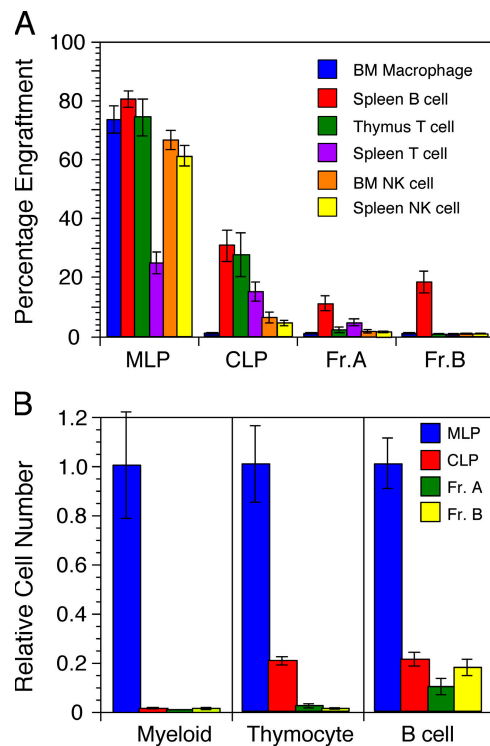 A
Percentage Engraftment
100
80
60
40
20
0
BM Macrophage
Spleen B cell
Thymus T cell
Spleen T cell
BM NK cell
Spleen NK cell
MLP CLP Fr.A Fr.B
B
Relative Cell Number
1.2
1.0
0.8
0.6
0.4
0.2
0
MLP
CLP
Fr. A
Fr. B
Myeloid Thymocyte B cell